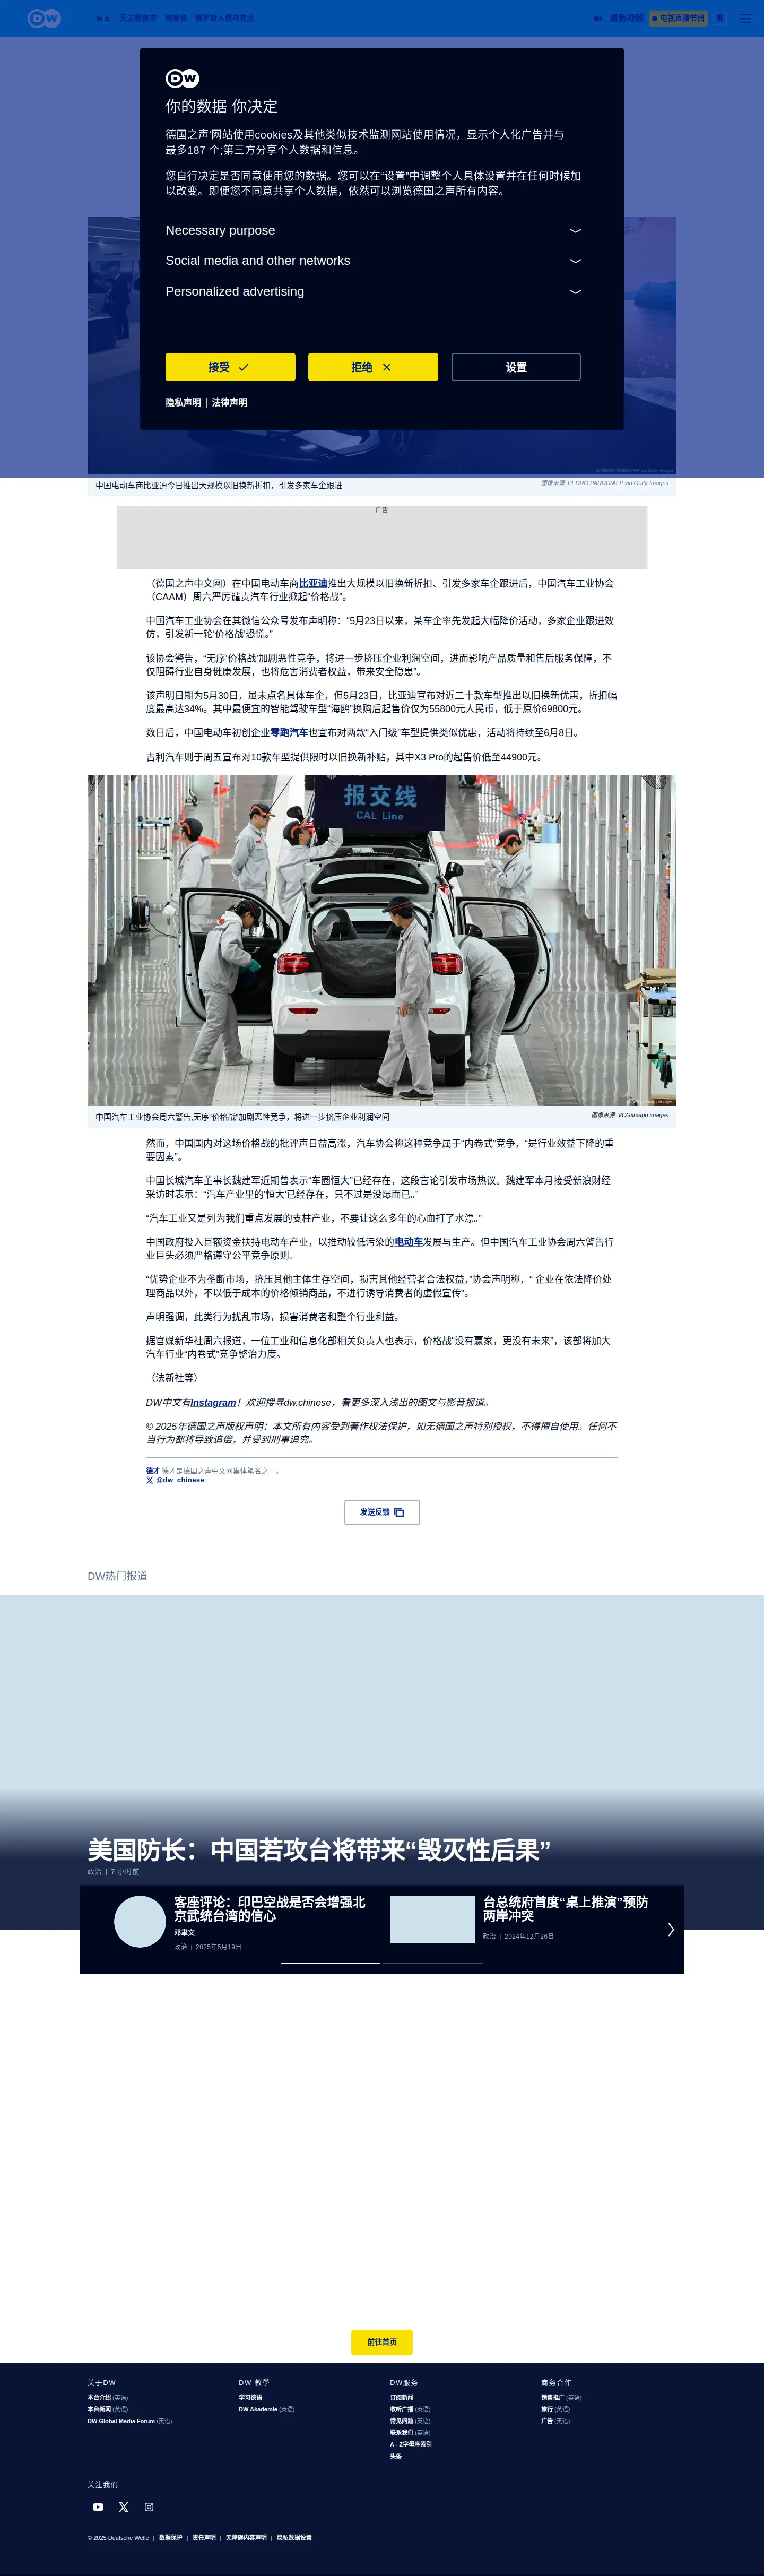 DW
焦点
天主教教宗
特朗普
俄罗斯入侵乌克兰
最新视频
电视直播节目
繁
DW
你的数据 你决定
德国之声'网站使用cookies及其他类似技术监测网站使用情况，显示个人化广告并与
最多187 个;第三方分享个人数据和信息。
您自行决定是否同意使用您的数据。您可以在“设置”中调整个人具体设置并在任何时候加
以改变。即便您不同意共享个人数据，依然可以浏览德国之声所有内容。
Necessary purpose
Social media and other networks
Personalized advertising
接受
拒绝
设置
隐私声明 | 法律声明
中国电动车商比亚迪今日推出大规模以旧换新折扣，引发多家车企跟进
图像来源: PEDRO PARDO/AFP via Getty Images
广告
（德国之声中文网）在中国电动车商比亚迪推出大规模以旧换新折扣、引发多家车企跟进后，中国汽车工业协会
（CAAM）周六严厉谴责汽车行业掀起“价格战”。
中国汽车工业协会在其微信公众号发布声明称：“5月23日以来，某车企率先发起大幅降价活动，多家企业跟进效
仿，引发新一轮‘价格战’恐慌。”
该协会警告，“无序‘价格战’加剧恶性竞争，将进一步挤压企业利润空间，进而影响产品质量和售后服务保障，不
仅阻碍行业自身健康发展，也将危害消费者权益，带来安全隐患”。
该声明日期为5月30日，虽未点名具体车企，但5月23日，比亚迪宣布对近二十款车型推出以旧换新优惠，折扣幅
度最高达34%。其中最便宜的智能驾驶车型“海鸥”换购后起售价仅为55800元人民币，低于原价69800元。
数日后，中国电动车初创企业零跑汽车也宣布对两款“入门级”车型提供类似优惠，活动将持续至6月8日。
吉利汽车则于周五宣布对10款车型提供限时以旧换新补贴，其中X3 Pro的起售价低至44900元。
报交线
CAL Line
中国汽车工业协会周六警告,无序“价格战”加剧恶性竞争，将进一步挤压企业利润空间
图像来源: VCG/imago images
然而，中国国内对这场价格战的批评声日益高涨，汽车协会称这种竞争属于“内卷式”竞争，“是行业效益下降的重
要因素”。
中国长城汽车董事长魏建军近期曾表示“车圈恒大”已经存在，这段言论引发市场热议。魏建军本月接受新浪财经
采访时表示：“汽车产业里的‘恒大’已经存在，只不过是没爆而已。”
“汽车工业又是列为我们重点发展的支柱产业，不要让这么多年的心血打了水漂。”
中国政府投入巨额资金扶持电动车产业，以推动较低污染的电动车发展与生产。但中国汽车工业协会周六警告行
业巨头必须严格遵守公平竞争原则。
“优势企业不为垄断市场，挤压其他主体生存空间，损害其他经营者合法权益，”协会声明称，“ 企业在依法降价处
理商品以外，不以低于成本的价格倾销商品，不进行诱导消费者的虚假宣传”。
声明强调，此类行为扰乱市场，损害消费者和整个行业利益。
据官媒新华社周六报道，一位工业和信息化部相关负责人也表示，价格战“没有赢家，更没有未来”，该部将加大
汽车行业“内卷式”竞争整治力度。
（法新社等）
DW中文有Instagram！欢迎搜寻dw.chinese，看更多深入浅出的图文与影音报道。
© 2025年德国之声版权声明：本文所有内容受到著作权法保护，如无德国之声特别授权，不得擅自使用。任何不
当行为都将导致追偿，并受到刑事追究。
德才 德才是德国之声中文网集体笔名之一。
@dw_chinese
发送反馈
DW热门报道
美国防长：中国若攻台将带来“毁灭性后果”
政治 | 7 小时前
客座评论：印巴空战是否会增强北
京武统台湾的信心
邓聿文
政治 | 2025年5月19日
台总统府首度“桌上推演”预防
两岸冲突
政治 | 2024年12月26日
前往首页
关于DW
本台介绍 (英语)
本台新闻 (英语)
DW Global Media Forum (英语)
DW 教學
学习德语
DW Akademie (英语)
DW服务
订阅新闻
收听广播 (英语)
常见问题 (英语)
联系我们 (英语)
A - Z字母序索引
头条
商务合作
销售推广 (英语)
旅行 (英语)
广告 (英语)
关注我们
© 2025 Deutsche Welle | 数据保护 | 责任声明 | 无障碍内容声明 | 隐私数据设置